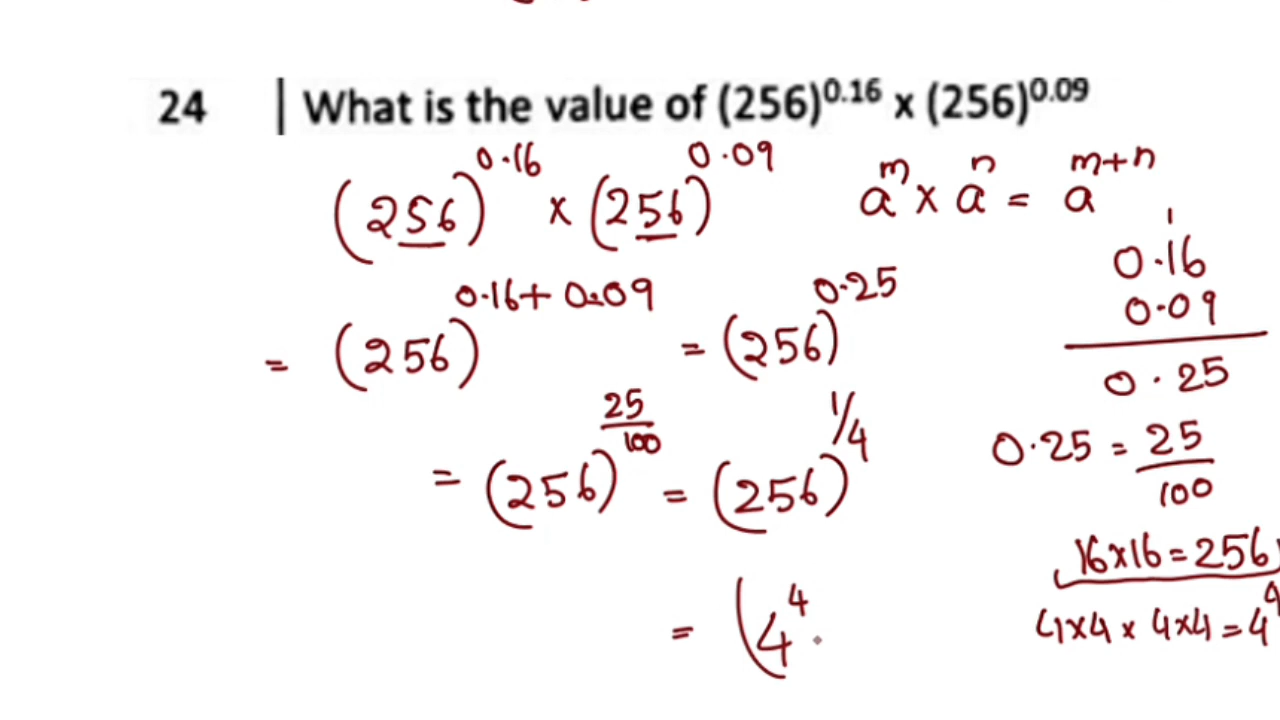 24 | What is the value of (256)^0.16 x (256)^0.09
(256)^0.16 x (256)^0.09 a^m x a^n = a^m+n
1
0.16
0.09
0.25
= (256)^0.16+0.09 = (256)^0.25
0.25 = 25/100
= (256)^25/100 = (256)^1/4
16x16=256
= (4^4
4x4 x 4x4 = 4^4